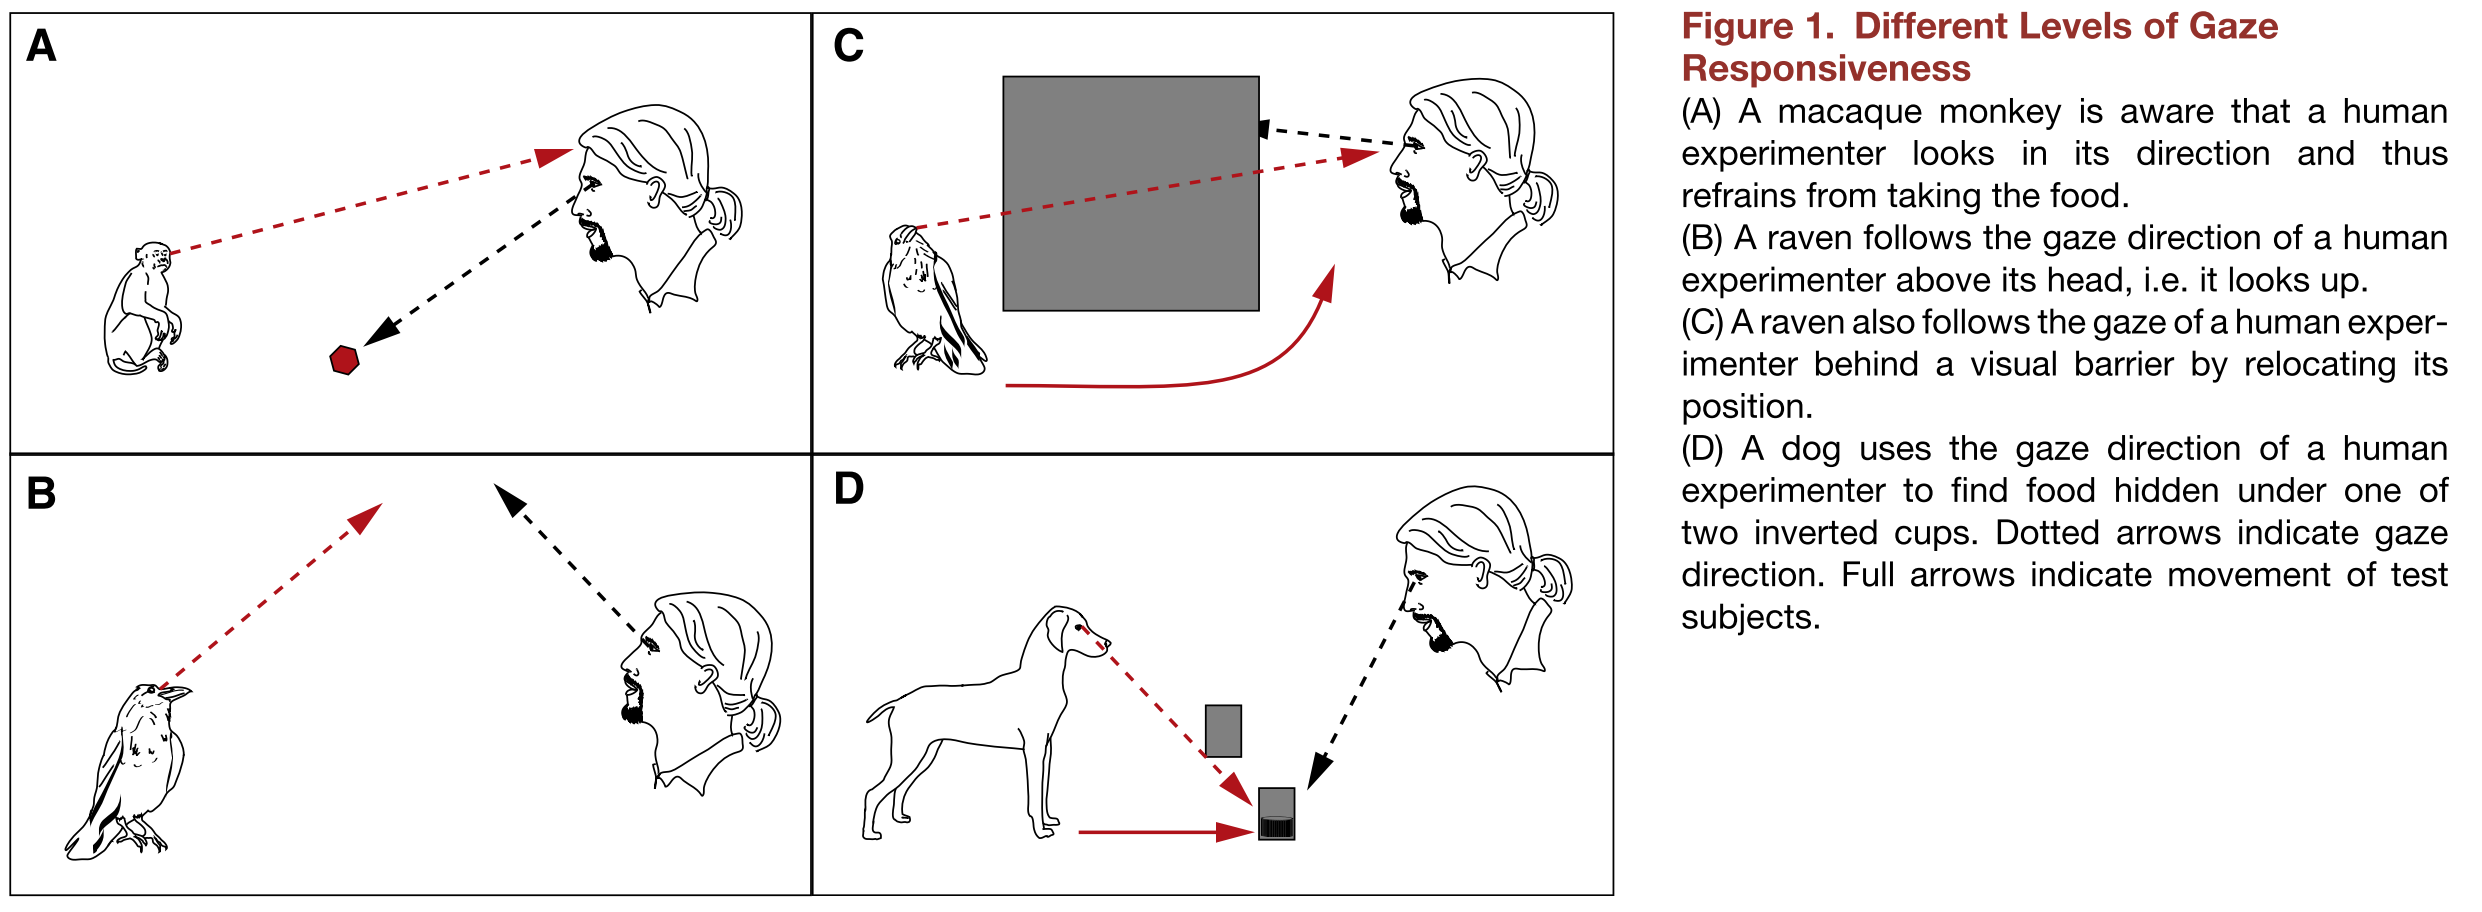 A
C
B
D
Figure 1. Different Levels of Gaze
Responsiveness
(A) A macaque monkey is aware that a human
experimenter looks in its direction and thus
refrains from taking the food.
(B) A raven follows the gaze direction of a human
experimenter above its head, i.e. it looks up.
(C) A raven also follows the gaze of a human exper-
imenter behind a visual barrier by relocating its
position.
(D) A dog uses the gaze direction of a human
experimenter to find food hidden under one of
two inverted cups. Dotted arrows indicate gaze
direction. Full arrows indicate movement of test
subjects.